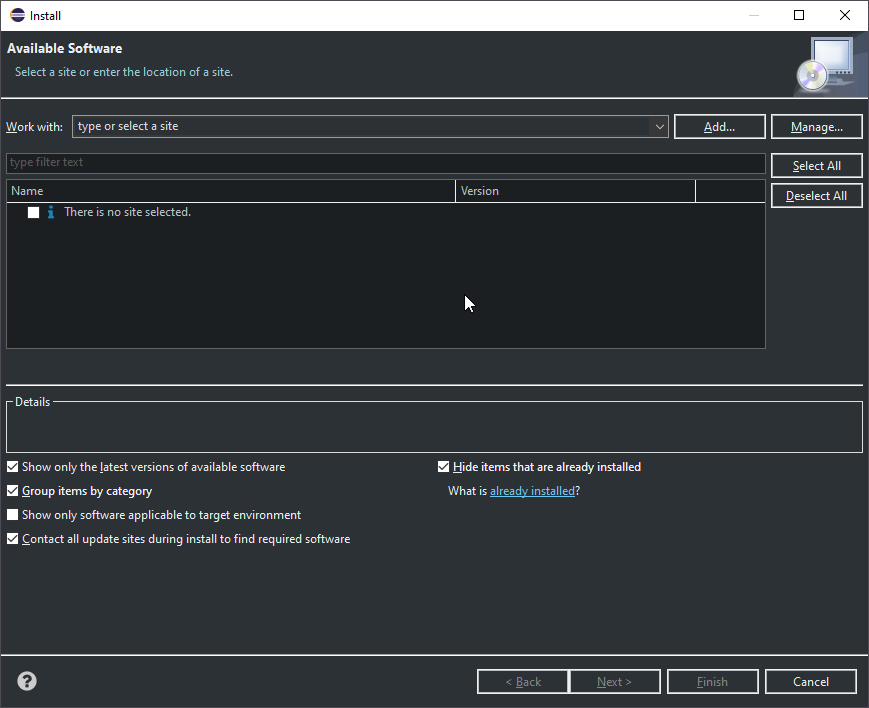 Install
Available Software
Select a site or enter the location of a site.
Work with: type or select a site Add... Manage...
type filter text Select All
Name Version Deselect All
There is no site selected.
Details
Show only the latest versions of available software Hide items that are already installed
Group items by category What is already installed?
Show only software applicable to target environment
Contact all update sites during install to find required software
? < Back Next > Finish Cancel